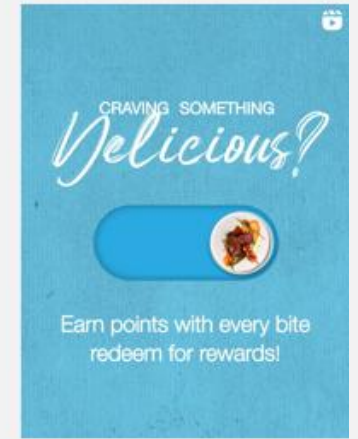 CRAVING SOMETHING
Delicious?
Earn points with every bite
redeem for rewards!